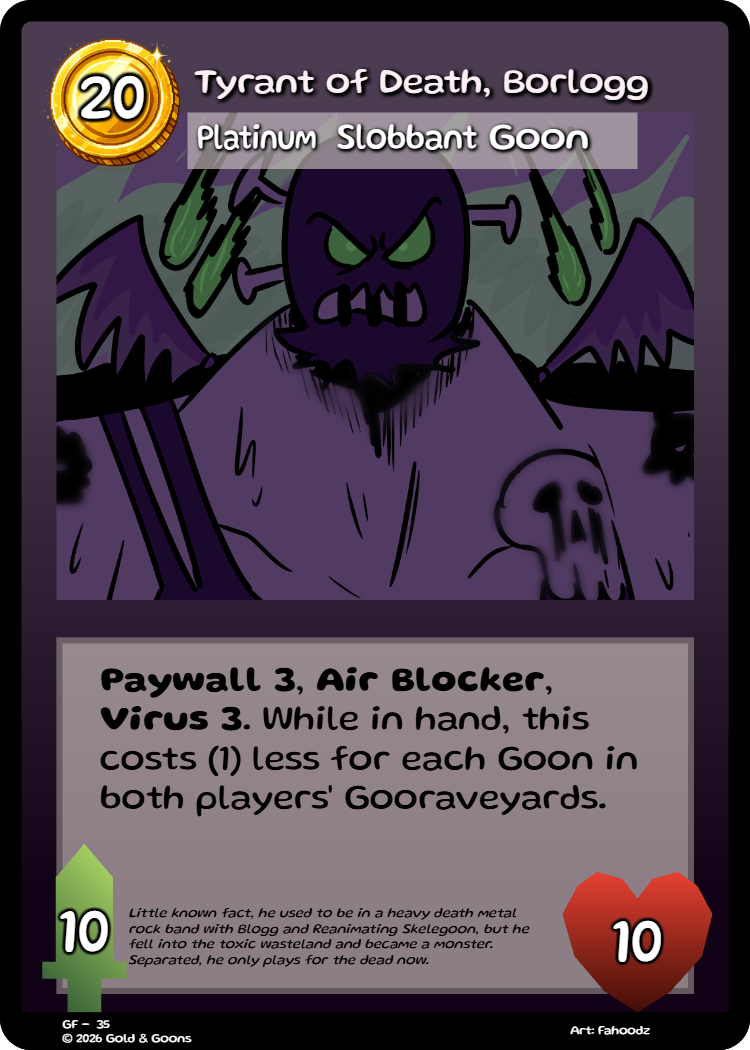 20
Tyrant of Death, Borlogg
Platinum Slobbant Goon
Paywall 3, Air Blocker,
Virus 3. While in hand, this
costs (1) less for each Goon in
both players' Gooraveyards.
10
Little known fact, he used to be in a heavy death metal
rock band with Blogg and Reanimating Skelegoon, but he
fell into the toxic wasteland and became a monster.
Separated, he only plays for the dead now.
10
GF - 35
© 2026 Gold & Goons
Art: fahoodz